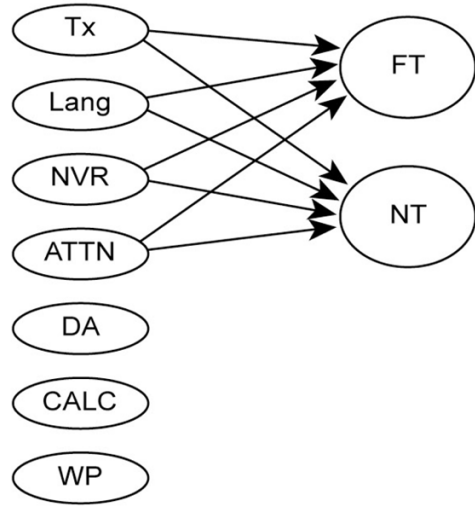 Tx
FT
Lang
NVR
NT
ATTN
DA
CALC
WP